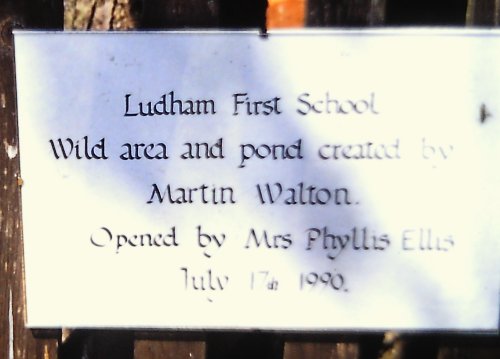 Ludham First School
Wild area and pond created by
Martin Walton.
Opened by Mrs Phyllis Ellis
July 17th 1990.